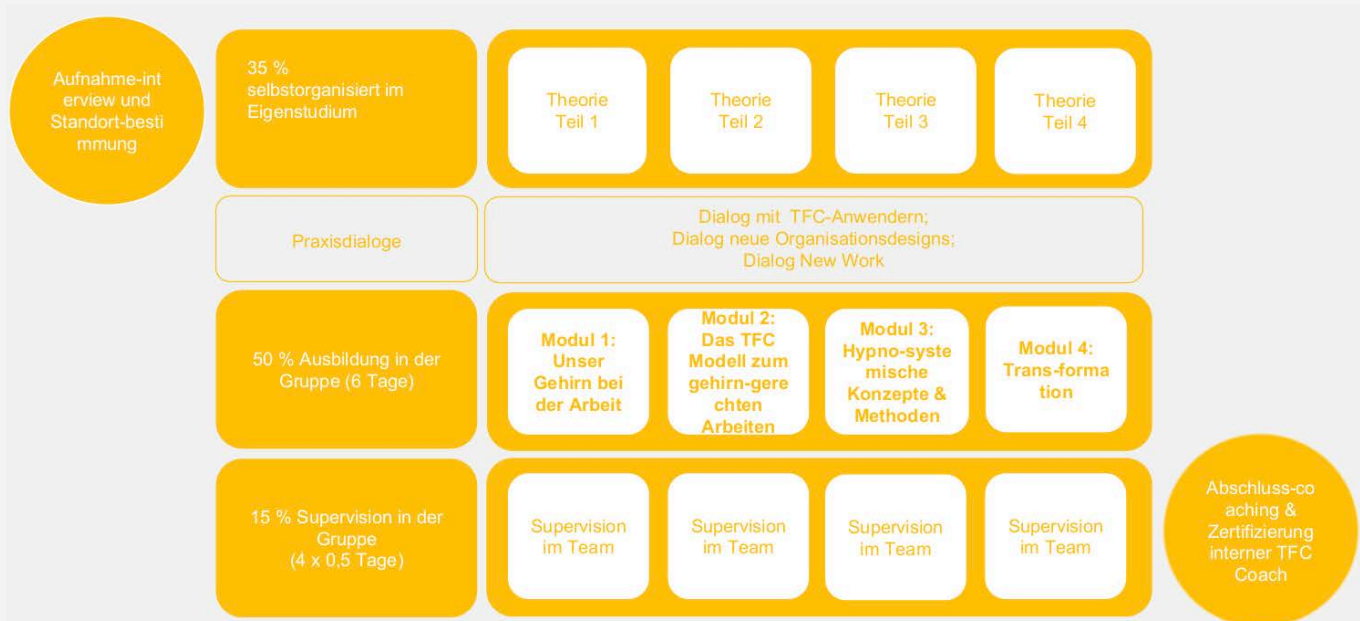 Aufnahme-int
erview und
Standort-besti
mmung
35 %
selbstorganisiert im
Eigenstudium
Theorie
Teil 1
Theorie
Teil 2
Theorie
Teil 3
Theorie
Teil 4
Praxisdialoge
Dialog mit TFC-Anwendern;
Dialog neue Organisationsdesigns;
Dialog New Work
50 % Ausbildung in der
Gruppe (6 Tage)
Modul 1:
Unser
Gehirn bei
der Arbeit
Modul 2:
Das TFC
Modell zum
gehirn-gere
chten
Arbeiten
Modul 3:
Hypno-syste
mische
Konzepte &
Methoden
Modul 4:
Trans-forma
tion
15 % Supervision in der
Gruppe
(4 x 0,5 Tage)
Supervision
im Team
Supervision
im Team
Supervision
im Team
Supervision
im Team
Abschluss-co
aching &
Zertifizierung
interner TFC
Coach